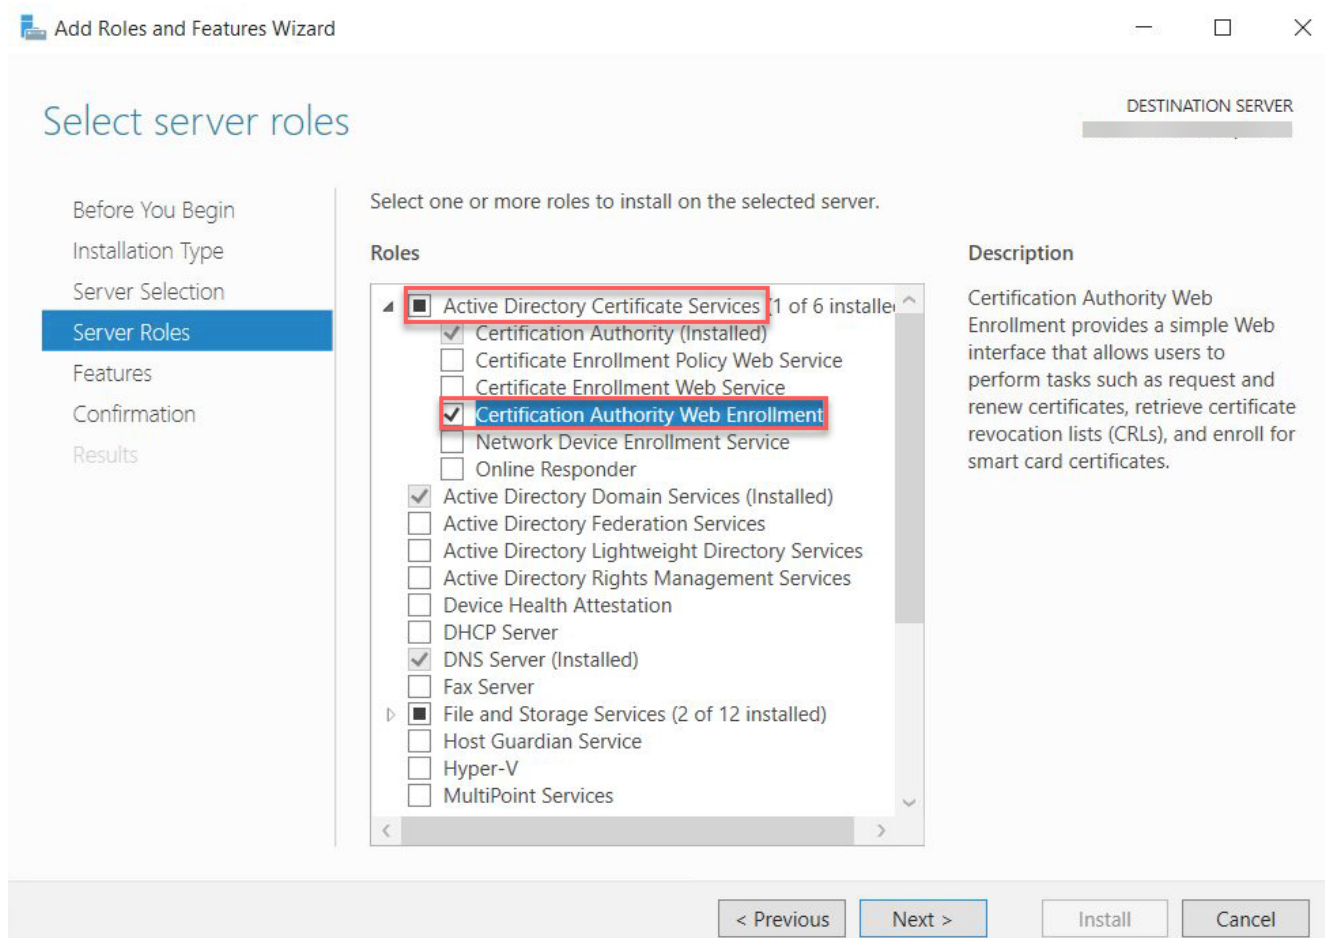 Add Roles and Features Wizard
Select server roles
DESTINATION SERVER
Before You Begin
Installation Type
Server Selection
Server Roles
Features
Confirmation
Results
Select one or more roles to install on the selected server.
Roles
Active Directory Certificate Services (1 of 6 installe
Certification Authority (Installed)
Certificate Enrollment Policy Web Service
Certificate Enrollment Web Service
Certification Authority Web Enrollment
Network Device Enrollment Service
Online Responder
Active Directory Domain Services (Installed)
Active Directory Federation Services
Active Directory Lightweight Directory Services
Active Directory Rights Management Services
Device Health Attestation
DHCP Server
DNS Server (Installed)
Fax Server
File and Storage Services (2 of 12 installed)
Host Guardian Service
Hyper-V
MultiPoint Services
Description
Certification Authority Web
Enrollment provides a simple Web
interface that allows users to
perform tasks such as request and
renew certificates, retrieve certificate
revocation lists (CRLs), and enroll for
smart card certificates.
< Previous
Next >
Install
Cancel